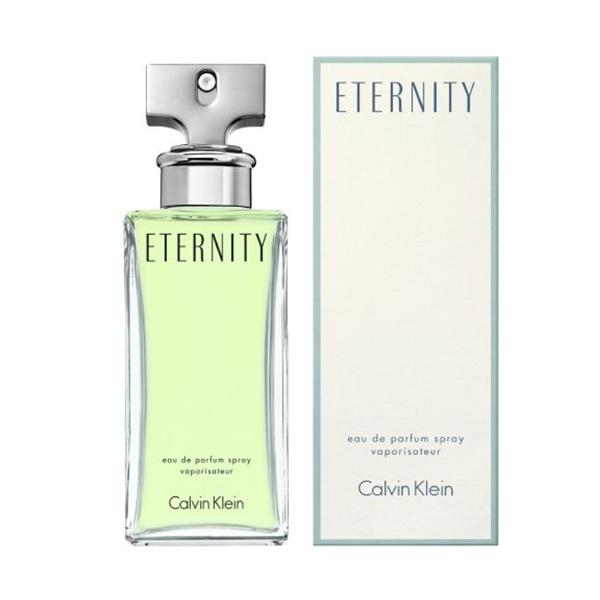 ETERNITY
eau de parfum spray
vaporisateur
Calvin Klein
ETERNITY
eau de parfum spray
vaporisateur
Calvin Klein